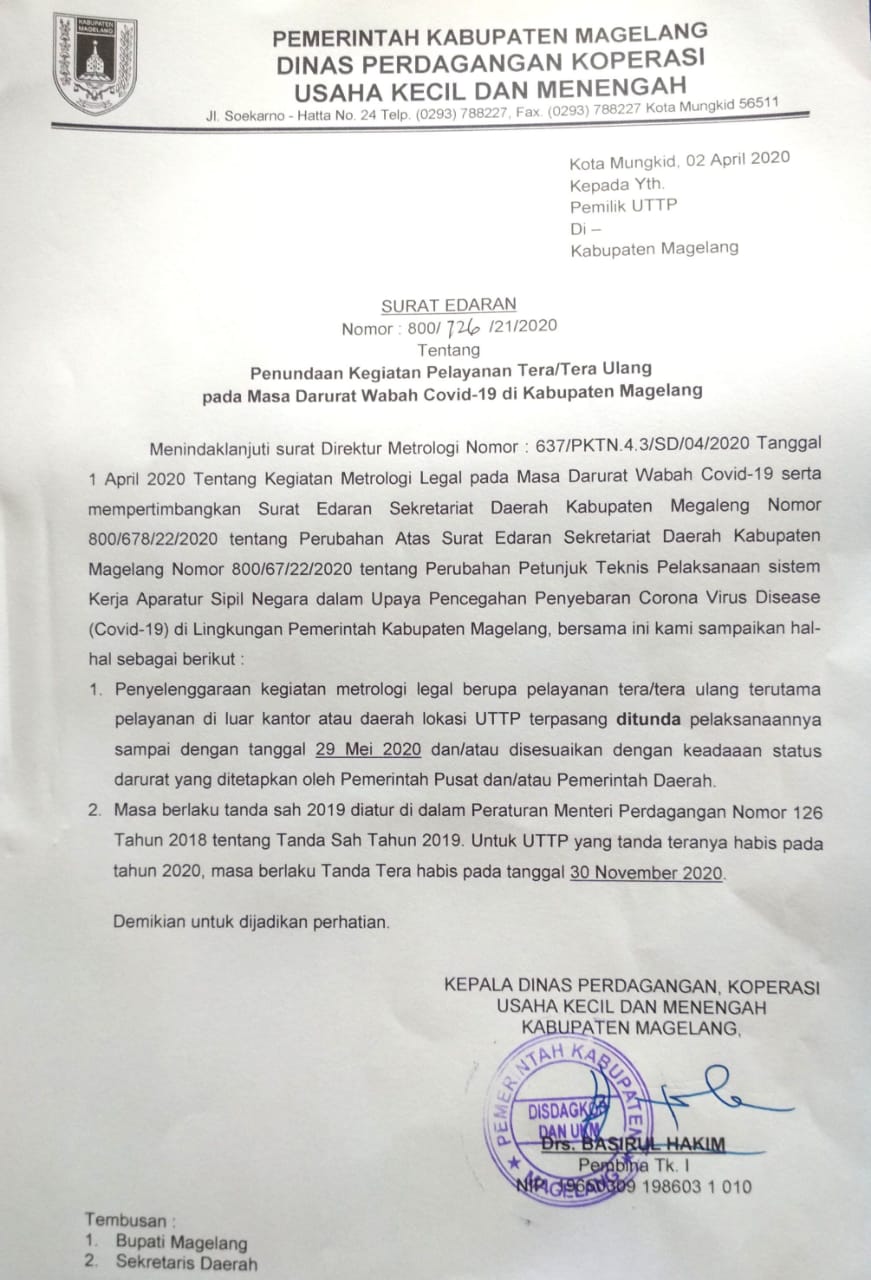 KABUPATEN
MAGELANG
PEMERINTAH KABUPATEN MAGELANG
DINAS PERDAGANGAN KOPERASI
USAHA KECIL DAN MENENGAH
Jl. Soekarno - Hatta No. 24 Telp. (0293) 788227, Fax. (0293) 788227 Kota Mungkid 56511
Kota Mungkid, 02 April 2020
Kepada Yth.
Pemilik UTTP
Di –
Kabupaten Magelang
SURAT EDARAN
Nomor : 800/ 726 /21/2020
Tentang
Penundaan Kegiatan Pelayanan Tera/Tera Ulang
pada Masa Darurat Wabah Covid-19 di Kabupaten Magelang
Menindaklanjuti surat Direktur Metrologi Nomor : 637/PKTN.4.3/SD/04/2020 Tanggal
1 April 2020 Tentang Kegiatan Metrologi Legal pada Masa Darurat Wabah Covid-19 serta
mempertimbangkan Surat Edaran Sekretariat Daerah Kabupaten Megaleng Nomor
800/678/22/2020 tentang Perubahan Atas Surat Edaran Sekretariat Daerah Kabupaten
Magelang Nomor 800/67/22/2020 tentang Perubahan Petunjuk Teknis Pelaksanaan sistem
Kerja Aparatur Sipil Negara dalam Upaya Pencegahan Penyebaran Corona Virus Disease
(Covid-19) di Lingkungan Pemerintah Kabupaten Magelang, bersama ini kami sampaikan hal-
hal sebagai berikut :
1. Penyelenggaraan kegiatan metrologi legal berupa pelayanan tera/tera ulang terutama
pelayanan di luar kantor atau daerah lokasi UTTP terpasang ditunda pelaksanaannya
sampai dengan tanggal 29 Mei 2020 dan/atau disesuaikan dengan keadaaan status
darurat yang ditetapkan oleh Pemerintah Pusat dan/atau Pemerintah Daerah.
2. Masa berlaku tanda sah 2019 diatur di dalam Peraturan Menteri Perdagangan Nomor 126
Tahun 2018 tentang Tanda Sah Tahun 2019. Untuk UTTP yang tanda teranya habis pada
tahun 2020, masa berlaku Tanda Tera habis pada tanggal 30 November 2020.
Demikian untuk dijadikan perhatian.
KEPALA DINAS PERDAGANGAN, KOPERASI
USAHA KECIL DAN MENENGAH
KABUPATEN MAGELANG,
PEMERINTAH KABUPATEN
DISDAGKOP
DAN UKM
MAGELANG
Drs. BASIRUL HAKIM
Pembina Tk. I
NIP. 19650309 198603 1 010
Tembusan :
1. Bupati Magelang
2. Sekretaris Daerah